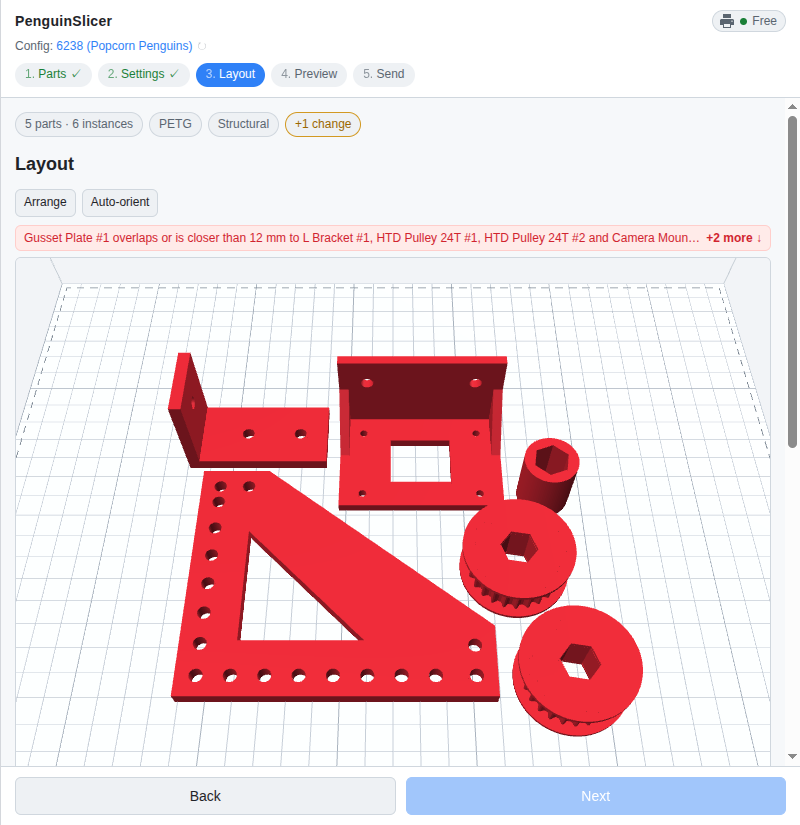 PenguinSlicer
Free
Config: 6238 (Popcorn Penguins)
1. Parts ✓
2. Settings ✓
3. Layout
4. Preview
5. Send
5 parts · 6 instances
PETG
Structural
+1 change
Layout
Arrange
Auto-orient
Gusset Plate #1 overlaps or is closer than 12 mm to L Bracket #1, HTD Pulley 24T #1, HTD Pulley 24T #2 and Camera Moun… +2 more ↓
Back
Next